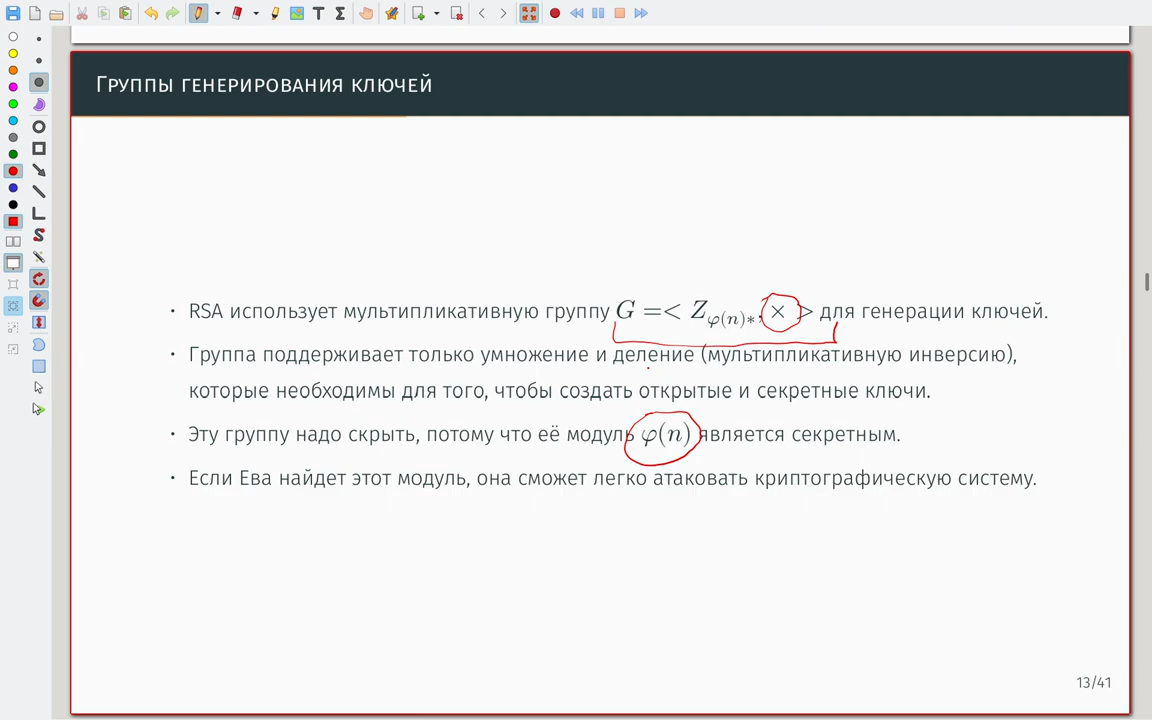 Группы генерирования ключей
· RSA использует мультипликативную группу G =< Z_{φ(n)*}, × > для генерации ключей.
· Группа поддерживает только умножение и деление (мультипликативную инверсию),
которые необходимы для того, чтобы создать открытые и секретные ключи.
· Эту группу надо скрыть, потому что её модуль φ(n) является секретным.
· Если Ева найдет этот модуль, она сможет легко атаковать криптографическую систему.
13/41